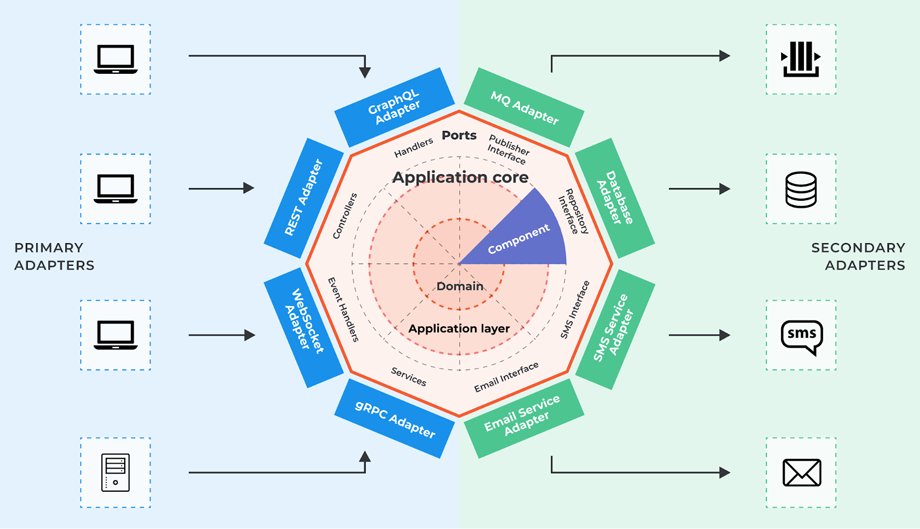 GraphQL
Adapter
MQ Adapter
REST Adapter
Handlers
Ports
Publisher
Interface
Database
Adapter
Application core
Controllers
Repository
Interface
Component
PRIMARY
ADAPTERS
SECONDARY
ADAPTERS
WebSocket
Adapter
Event Handlers
Domain
Application layer
SMS Interface
SMS Service
Adapter
sms
Services
Email Interface
gRPC Adapter
Email Service
Adapter